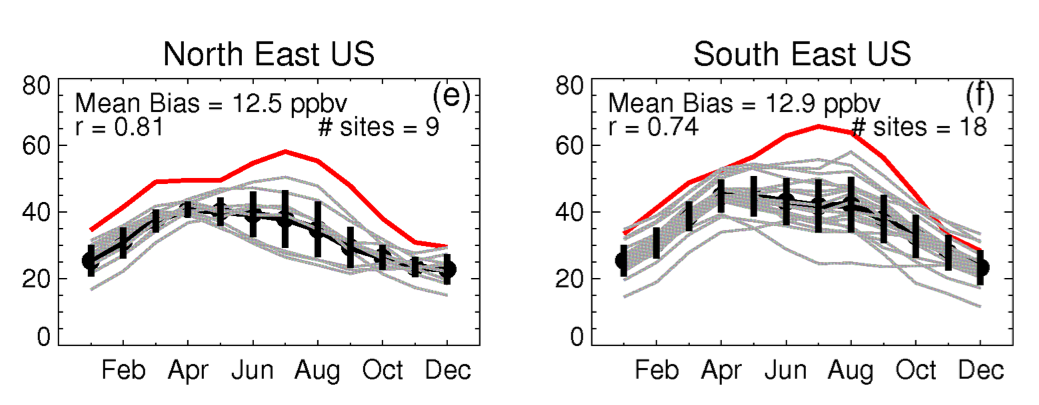 North East US
80
60
40
20
0
Mean Bias = 12.5 ppbv
(e)
r = 0.81
# sites = 9
Feb Apr Jun Aug Oct Dec
South East US
80
60
40
20
0
Mean Bias = 12.9 ppbv
(f)
r = 0.74
# sites = 18
Feb Apr Jun Aug Oct Dec